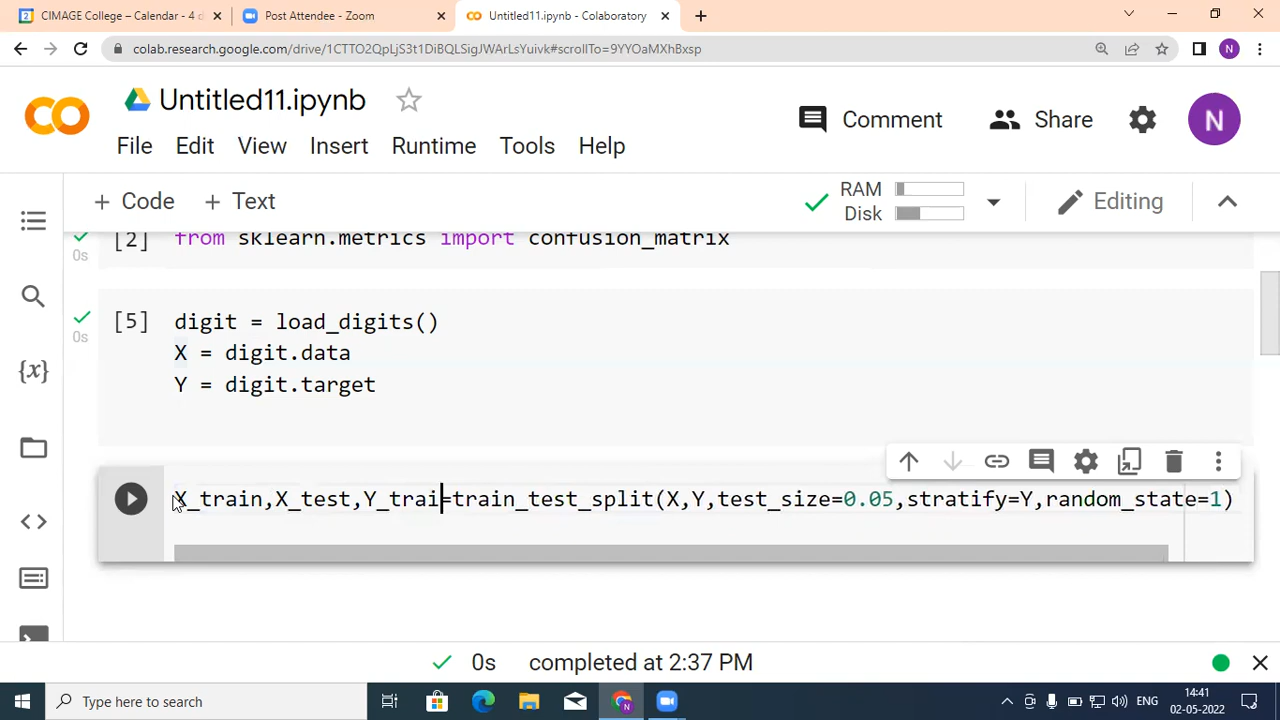 CIMAGE College – Calendar - 4 d
Post Attendee - Zoom
Untitled11.ipynb - Colaboratory
colab.research.google.com/drive/1CTTO2QpLjS3t1DiBQLSigJWArLsYuivk#scrollTo=9YYOaMXhBxsp
N
Untitled11.ipynb
Comment
Share
N
File Edit View Insert Runtime Tools Help
+ Code + Text
RAM
Disk
Editing
[2] from sklearn.metrics import confusion_matrix
0s
[5] digit = load_digits()
0s
X = digit.data
Y = digit.target
X_train,X_test,Y_trai=train_test_split(X,Y,test_size=0.05,stratify=Y,random_state=1)
{x}
0s completed at 2:37 PM
Type here to search
N
ENG
14:41
02-05-2022